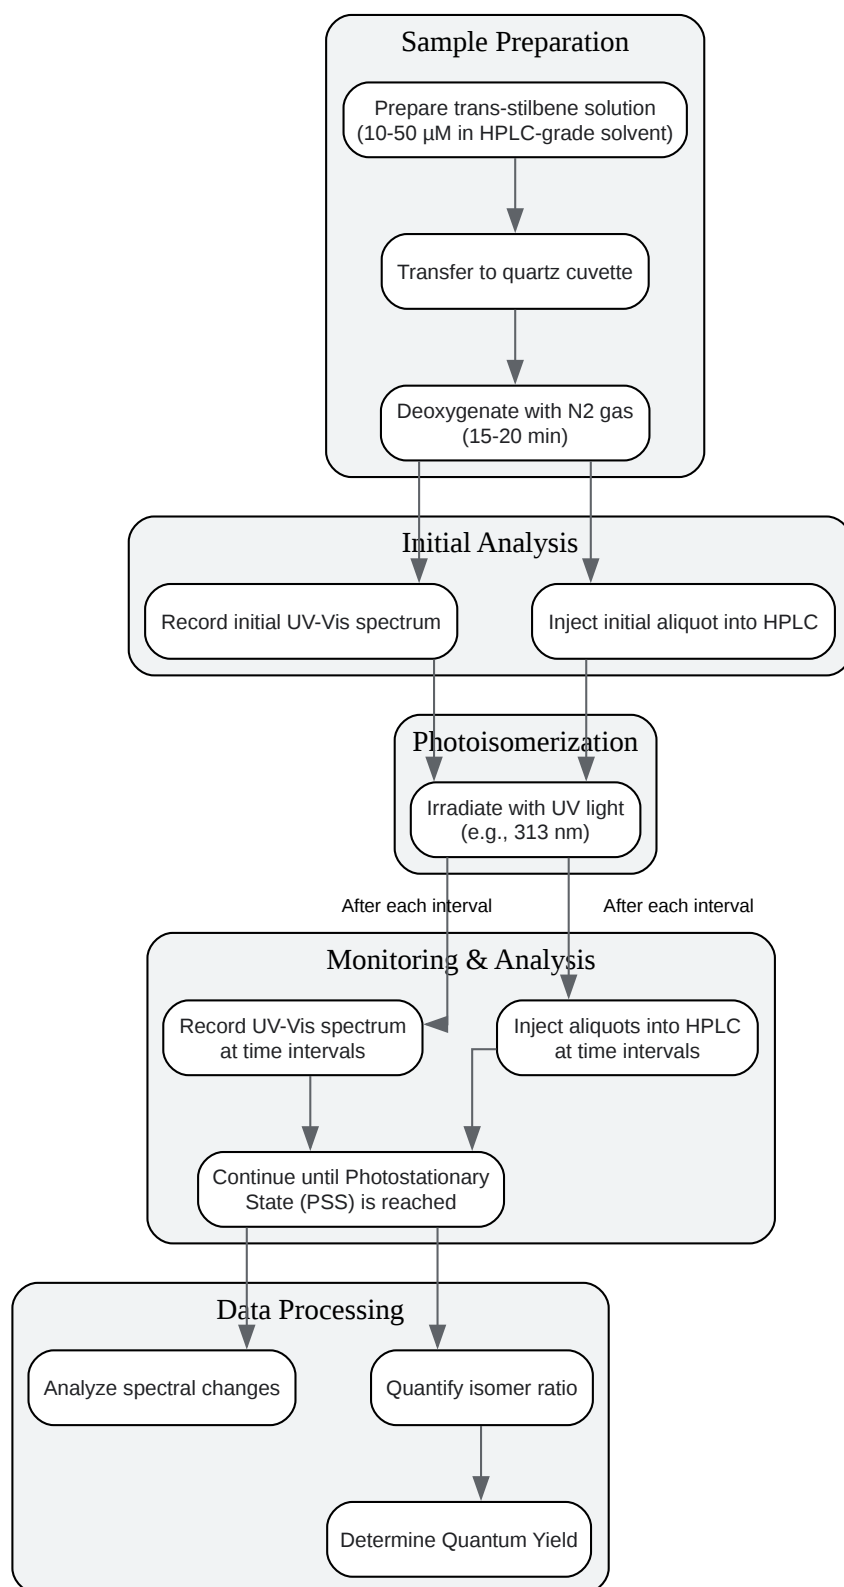 Sample Preparation
Prepare trans-stilbene solution
(10-50 µM in HPLC-grade solvent)
Transfer to quartz cuvette
Deoxygenate with N2 gas
(15-20 min)
Initial Analysis
Record initial UV-Vis spectrum
Inject initial aliquot into HPLC
Photoisomerization
Irradiate with UV light
(e.g., 313 nm)
After each interval
After each interval
Monitoring & Analysis
Record UV-Vis spectrum
at time intervals
Inject aliquots into HPLC
at time intervals
Continue until Photostationary
State (PSS) is reached
Data Processing
Analyze spectral changes
Quantify isomer ratio
Determine Quantum Yield